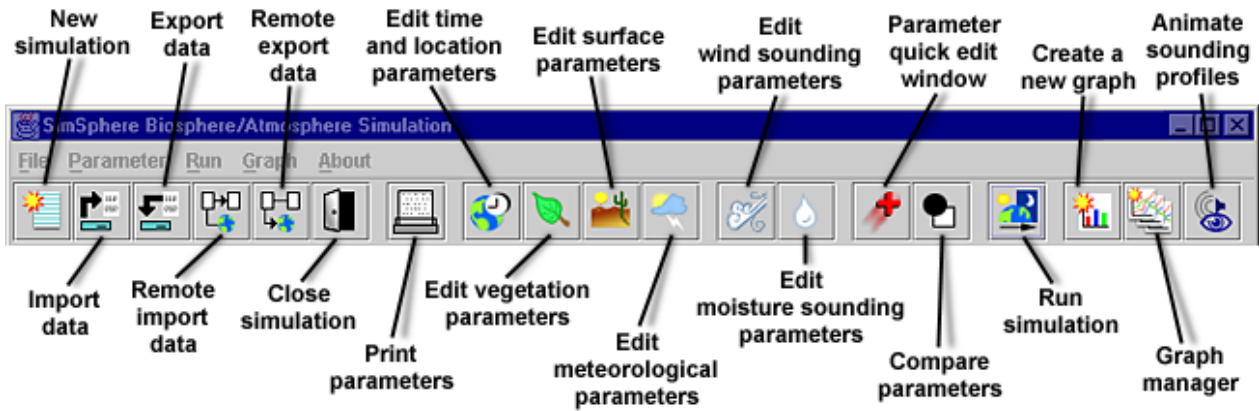 New
simulation
Export
data
Remote
export
data
Edit time
and location
parameters
Edit surface
parameters
Edit
wind sounding
parameters
Parameter
quick edit
window
Create a
new graph
Animate
sounding
profiles
SimSphere Biosphere/Atmosphere Simulation
File Parameter Run Graph About
Import
data
Remote
import
data
Close
simulation
Print
parameters
Edit vegetation
parameters
Edit
meteorological
parameters
Edit
moisture sounding
parameters
Compare
parameters
Run
simulation
Graph
manager